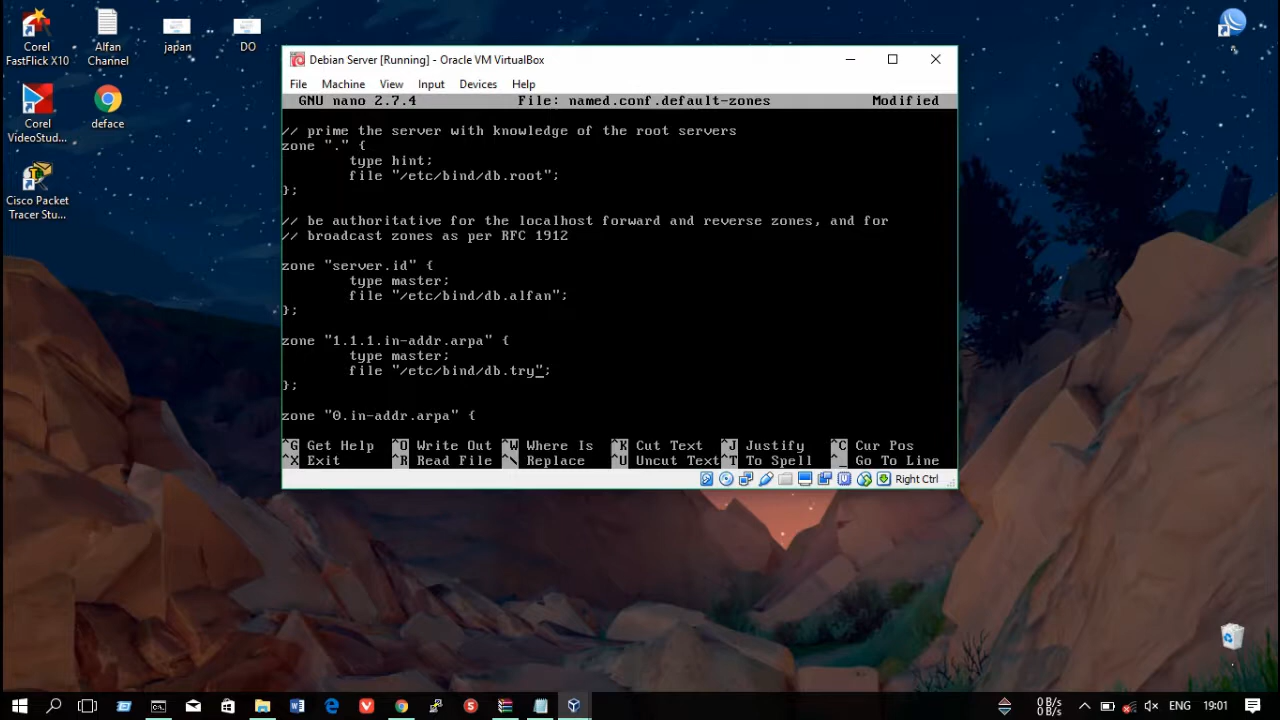 Corel FastFlick X10
Alfan Channel
japan
DO
Corel VideoStud...
deface
Cisco Packet Tracer Stu...
Debian Server [Running] - Oracle VM VirtualBox
File Machine View Input Devices Help
GNU nano 2.7.4 File: named.conf.default-zones Modified
// prime the server with knowledge of the root servers
zone "." {
type hint;
file "/etc/bind/db.root";
};
// be authoritative for the localhost forward and reverse zones, and for
// broadcast zones as per RFC 1912
zone "server.id" {
type master;
file "/etc/bind/db.alfan";
};
zone "1.1.1.in-addr.arpa" {
type master;
file "/etc/bind/db.try";
};
zone "0.in-addr.arpa" {
^G Get Help ^O Write Out ^W Where Is ^K Cut Text ^J Justify ^C Cur Pos
^X Exit ^R Read File ^\ Replace ^U Uncut Text ^T To Spell ^_ Go To Line
Right Ctrl
0 B/s
0 B/s
ENG 19:01